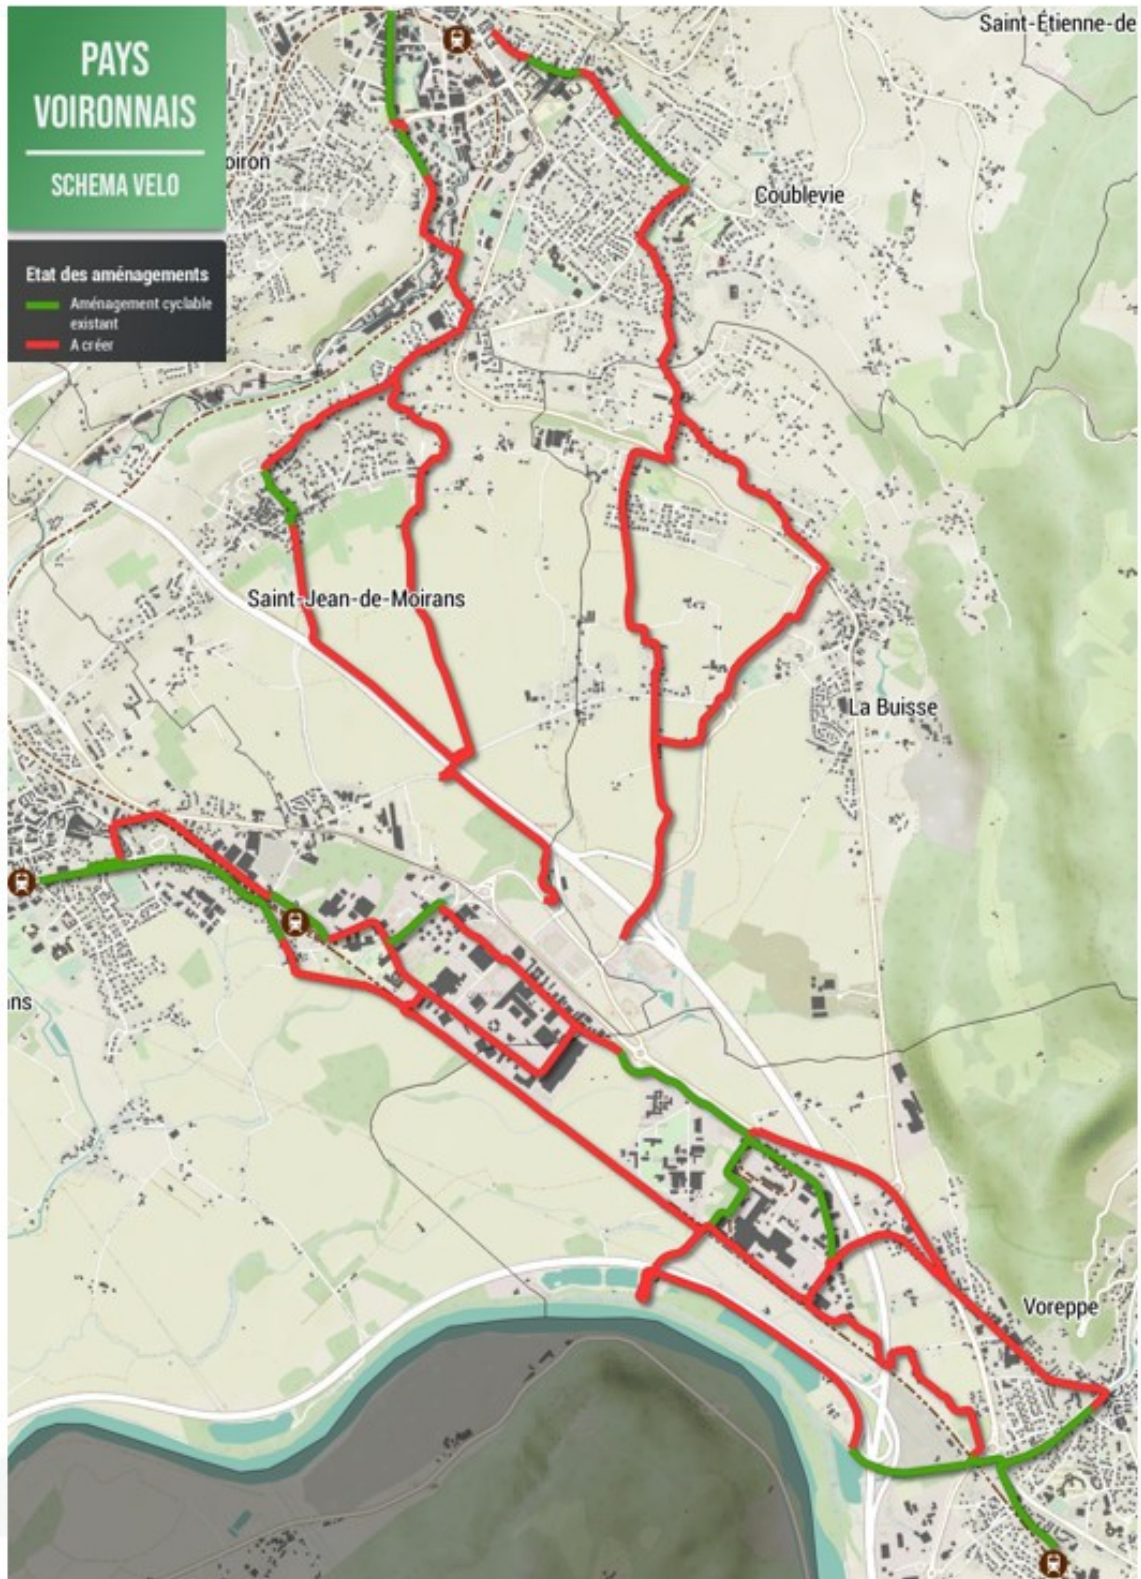 PAYS
VOIRONNAIS
SCHEMA VELO
Etat des aménagements
Aménagement cyclable
existant
A créer
Saint-Étienne-de
oiron
Coublevie
Saint-Jean-de-Moirans
La Buisse
ans
Voreppe